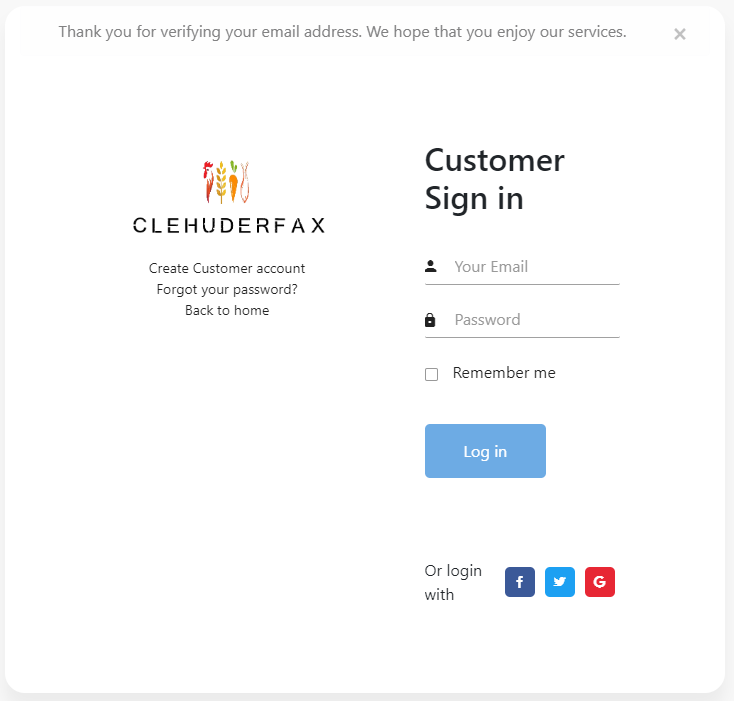 Thank you for verifying your email address. We hope that you enjoy our services.
×
CLEHUDERFAX
Create Customer account
Forgot your password?
Back to home
Customer
Sign in
Your Email
Password
Remember me
Log in
Or login
with
f
G